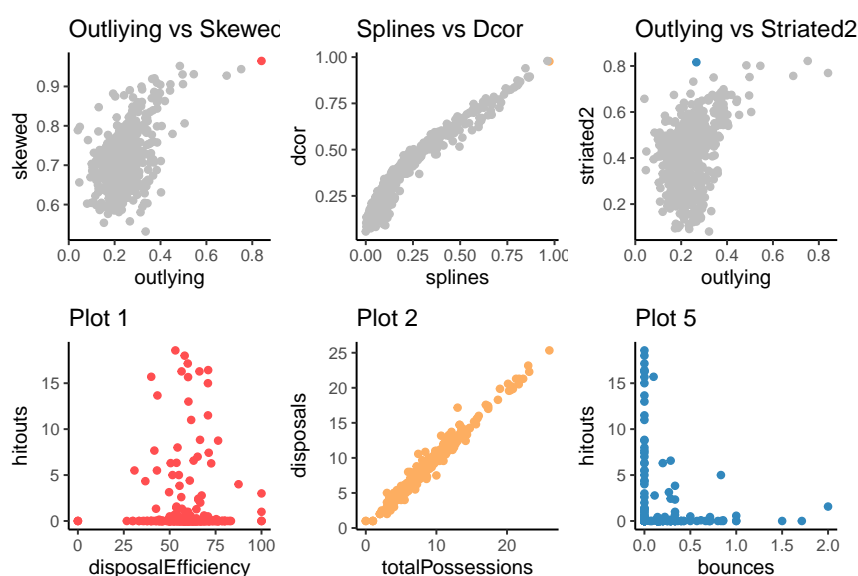 Outliying vs Skewed
Splines vs Dcor
Outlying vs Striated2
skewed
0.9
0.8
0.7
0.6
0.0 0.2 0.4 0.6 0.8
outlying
dcor
1.00
0.75
0.50
0.25
0.00 0.25 0.50 0.75 1.00
splines
striated2
0.8
0.6
0.4
0.2
0.0 0.2 0.4 0.6 0.8
outlying
Plot 1
hitouts
15
10
5
0
0 25 50 75 100
disposalEfficiency
Plot 2
disposals
25
20
15
10
5
0
0 10 20
totalPossessions
Plot 5
hitouts
15
10
5
0
0.0 0.5 1.0 1.5 2.0
bounces